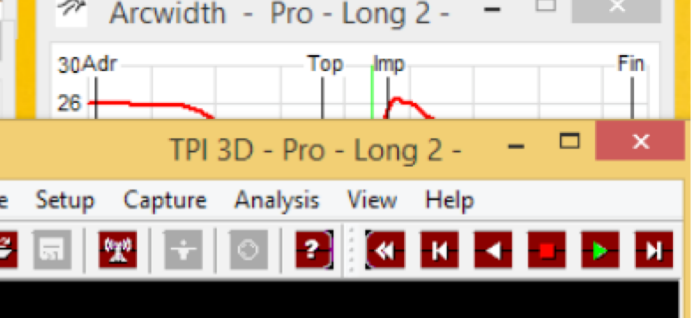 Arcwidth - Pro - Long 2 -
30 Adr Top Imp Fin
26
TPI 3D - Pro - Long 2 -
Setup Capture Analysis View Help
?